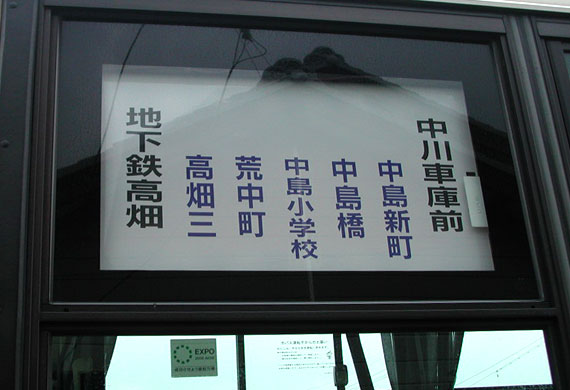 中川車庫前
中島新町
中島橋
中島小学校
荒中町
高畑三
地下鉄高畑
EXPO